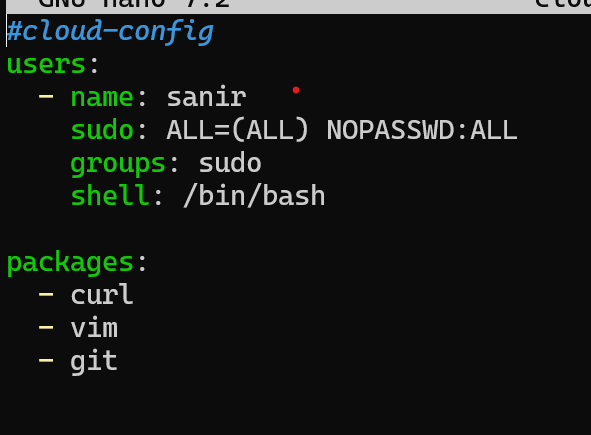 GNU nano 7.2
#cloud-config
users:
  - name: sanir
    sudo: ALL=(ALL) NOPASSWD:ALL
    groups: sudo
    shell: /bin/bash

packages:
  - curl
  - vim
  - git